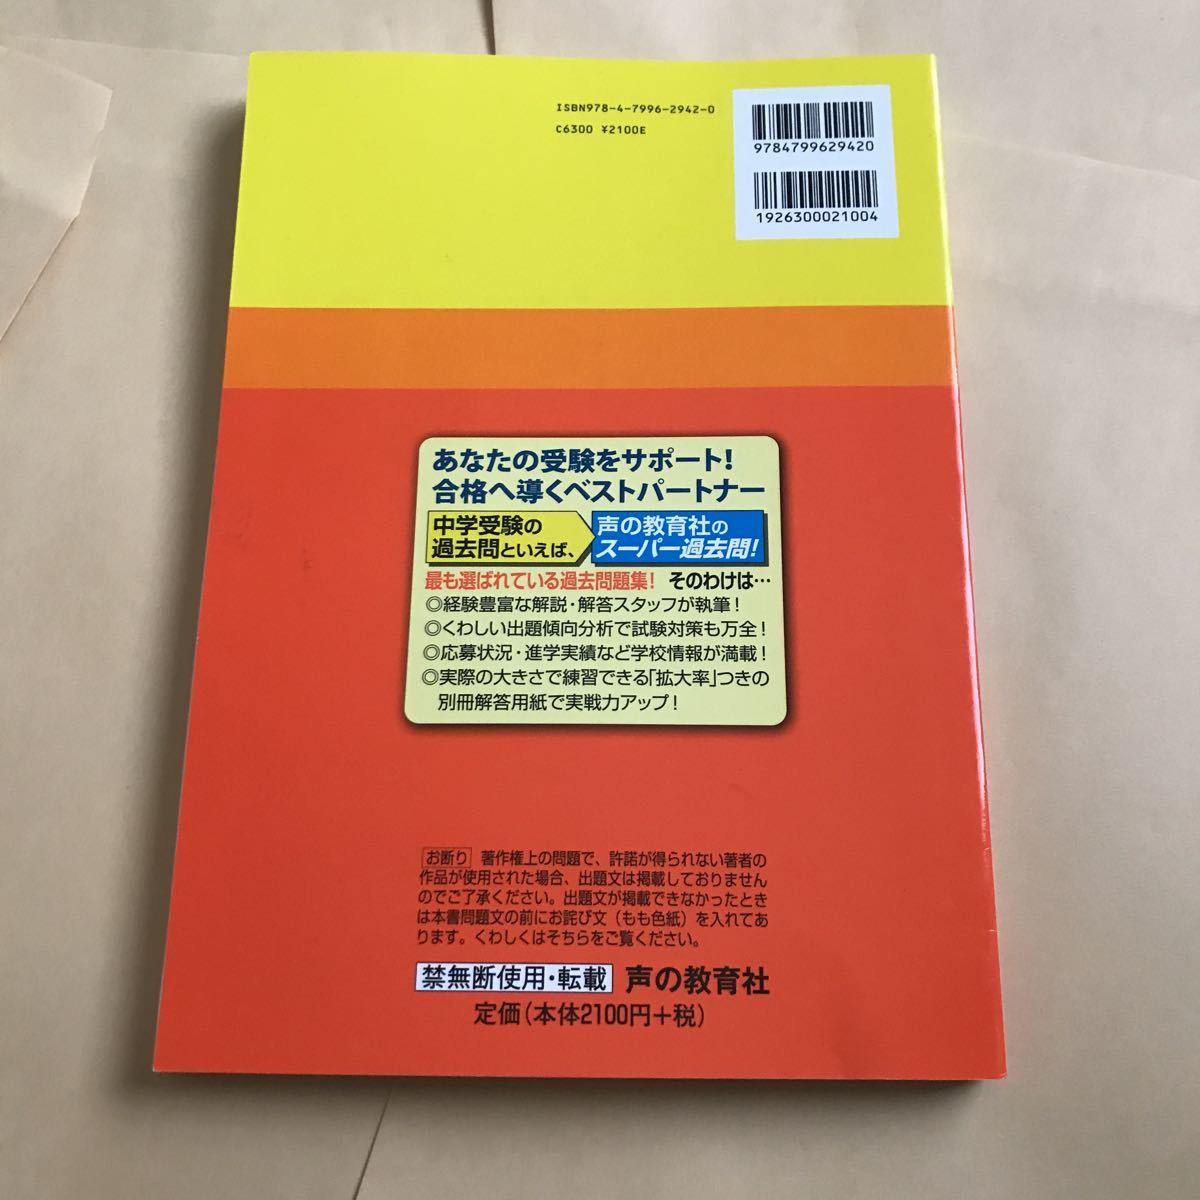 ISBN978-4-7996-2942-0
C6300 ¥2100E
9784799629420
1926300021004
あなたの受験をサポート!
合格へ導くベストパートナー
中学受験の
過去問といえば、
声の教育社の
スーパー過去問!
最も選ばれている過去問題集! そのわけは…
◎経験豊富な解説・解答スタッフが執筆!
◎くわしい出題傾向分析で試験対策も万全!
◎応募状況・進学実績など学校情報が満載!
◎実際の大きさで練習できる「拡大率」つきの
別冊解答用紙で実戦力アップ!
お断り 著作権上の問題で、許諾が得られない著者の
作品が使用された場合、出題文は掲載しておりません
のでご了承ください。出題文が掲載できなかったとき
は本書問題文の前にお詫び文(もも色紙)を入れてあ
ります。くわしくはそちらをご覧ください。
禁無断使用・転載 声の教育社
定価(本体2100円+税)